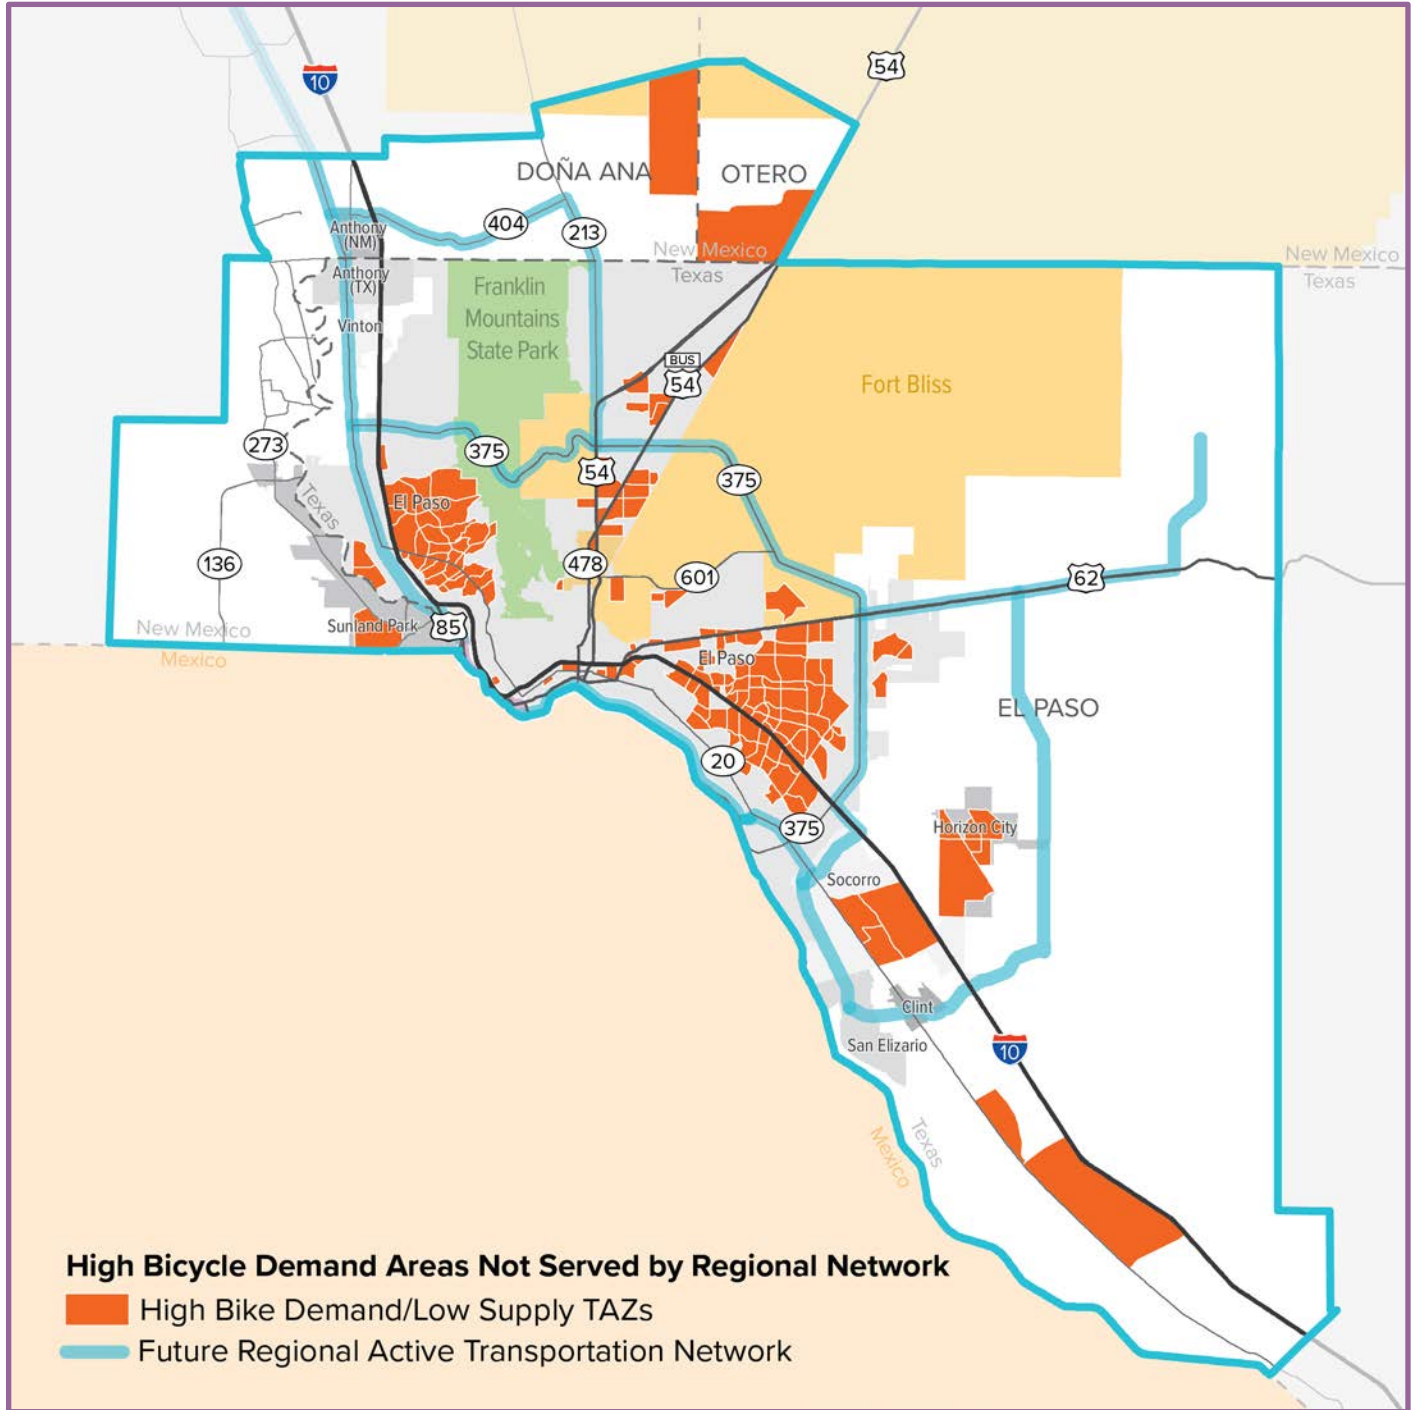 10
54
DOÑA ANA
OTERO
404
213
Anthony
(NM)
New Mexico
Texas
New Mexico
Texas
Anthony
(TX)
Franklin
Mountains
State Park
Vinton
BUS
54
Fort Bliss
273
375
54
375
El Paso
Texas
136
478
601
62
New Mexico
Mexico
Sunland Park
85
El Paso
EL PASO
20
375
Horizon City
Socorro
Clint
San Elizario
10
Texas
Mexico
High Bicycle Demand Areas Not Served by Regional Network
High Bike Demand/Low Supply TAZs
Future Regional Active Transportation Network